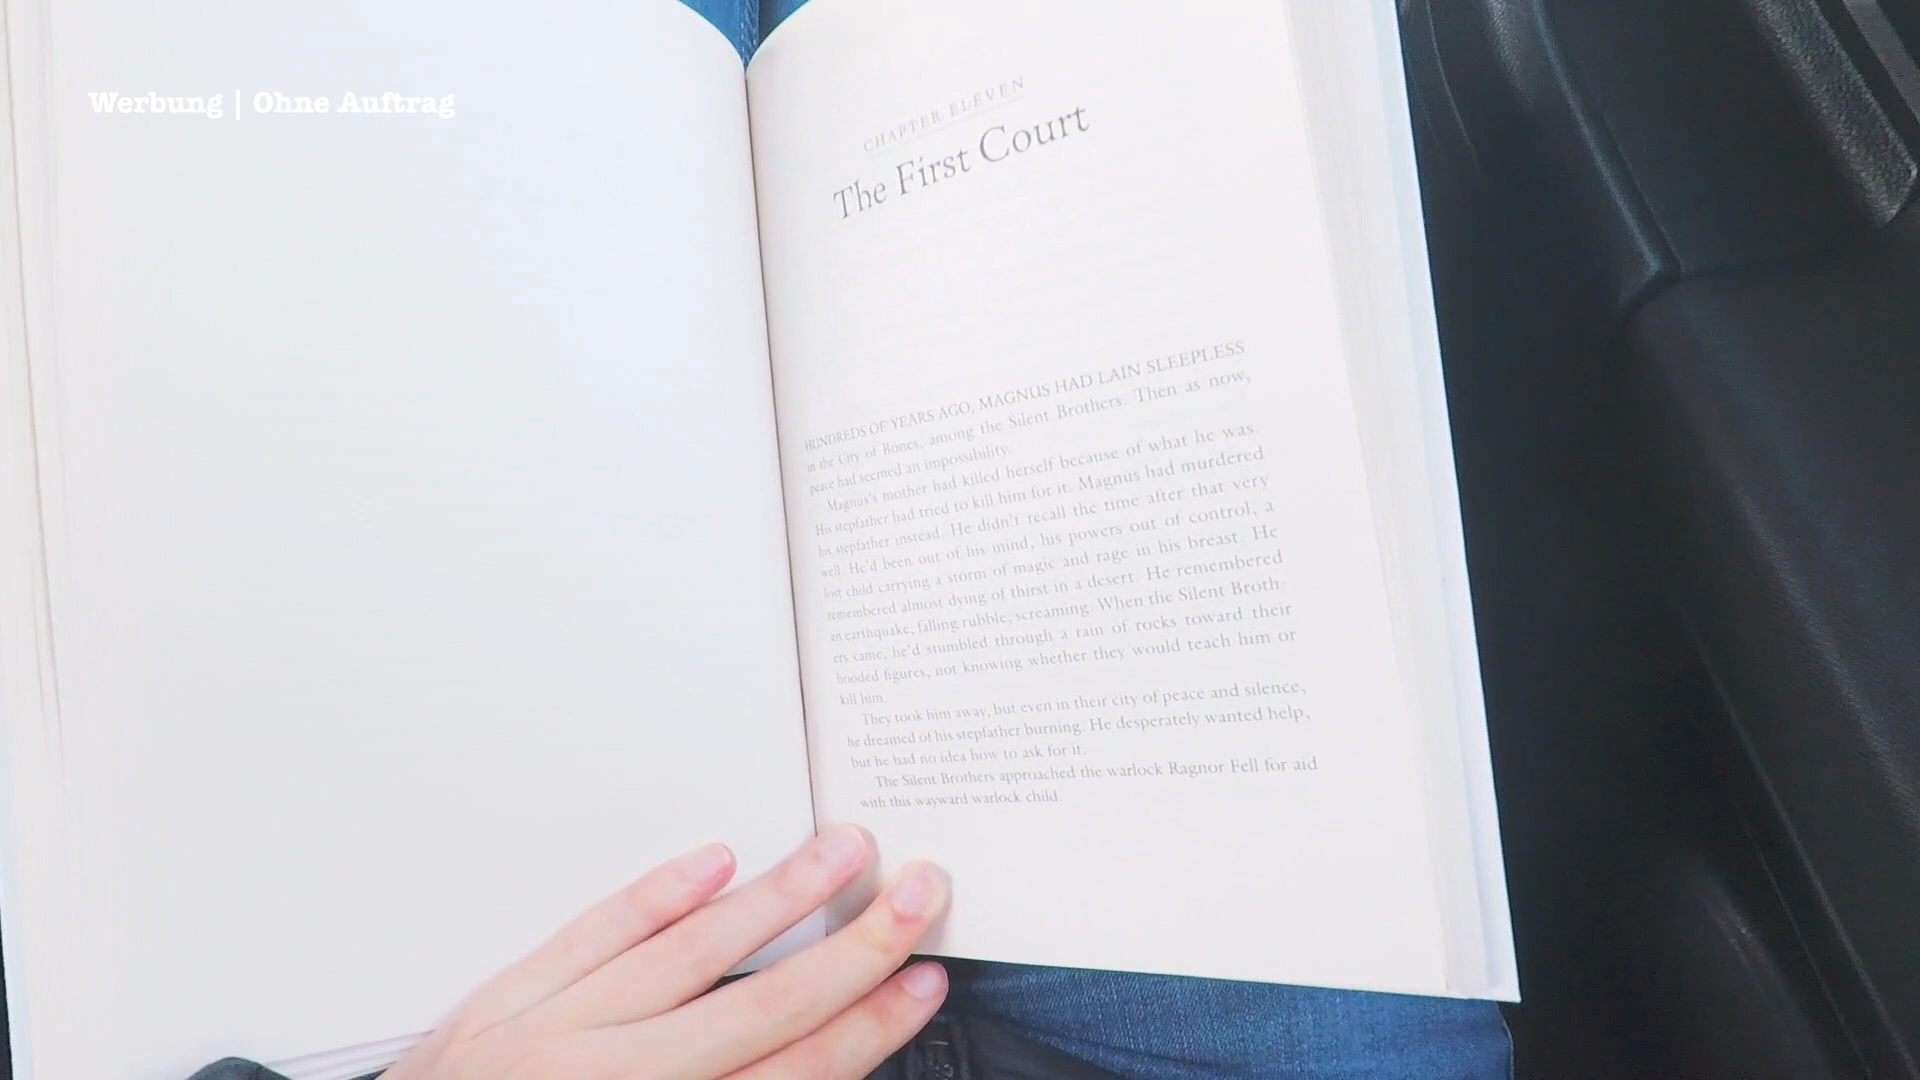 Werbung | Ohne Auftrag
CHAPTER ELEVEN
The First Court
HUNDREDS OF YEARS AGO, MAGNUS HAD LAIN SLEEPLESS
in the City of Bones, among the Silent Brothers. Then as now,
peace had seemed an impossibility.
Magnus's mother had killed herself because of what he was.
His stepfather had tried to kill him for it. Magnus had murdered
his stepfather instead. He didn't recall the time after that very
well. He'd been out of his mind, his powers out of control, a
lost child carrying a storm of magic and rage in his breast. He
remembered almost dying of thirst in a desert. He remembered
an earthquake; falling rubble, screaming. When the Silent Broth-
ers came, he'd stumbled through a rain of rocks toward their
hooded figures, not knowing whether they would teach him or
kill him.
They took him away, but even in their city of peace and silence,
he dreamed of his stepfather burning. He desperately wanted help,
but he had no idea how to ask for it.
The Silent Brothers approached the warlock Ragnor Fell for aid
with this wayward warlock child.